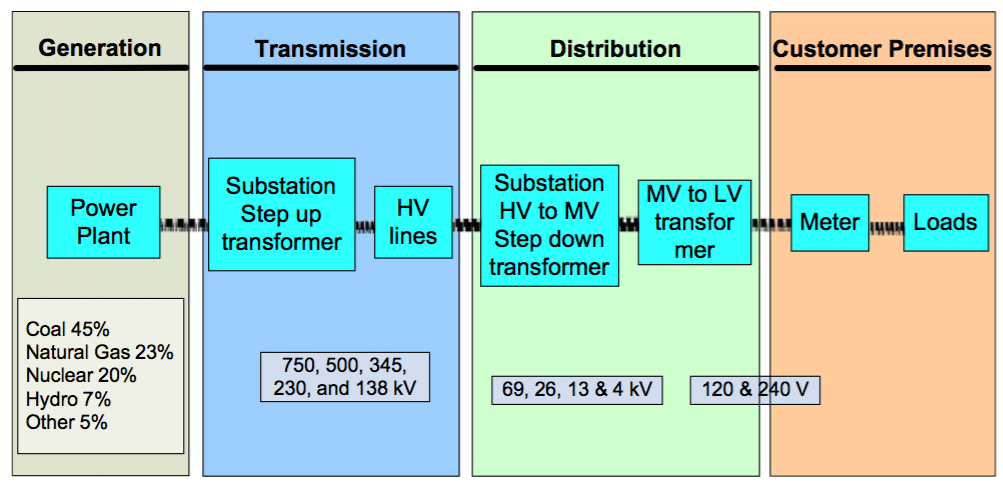 Generation
Transmission
Distribution
Customer Premises
Power
Plant
Substation
Step up
transformer
HV
lines
Substation
HV to MV
Step down
transformer
MV to LV
transfor
mer
Meter
Loads
Coal 45%
Natural Gas 23%
Nuclear 20%
Hydro 7%
Other 5%
750, 500, 345,
230, and 138 kV
69, 26, 13 & 4 kV
120 & 240 V